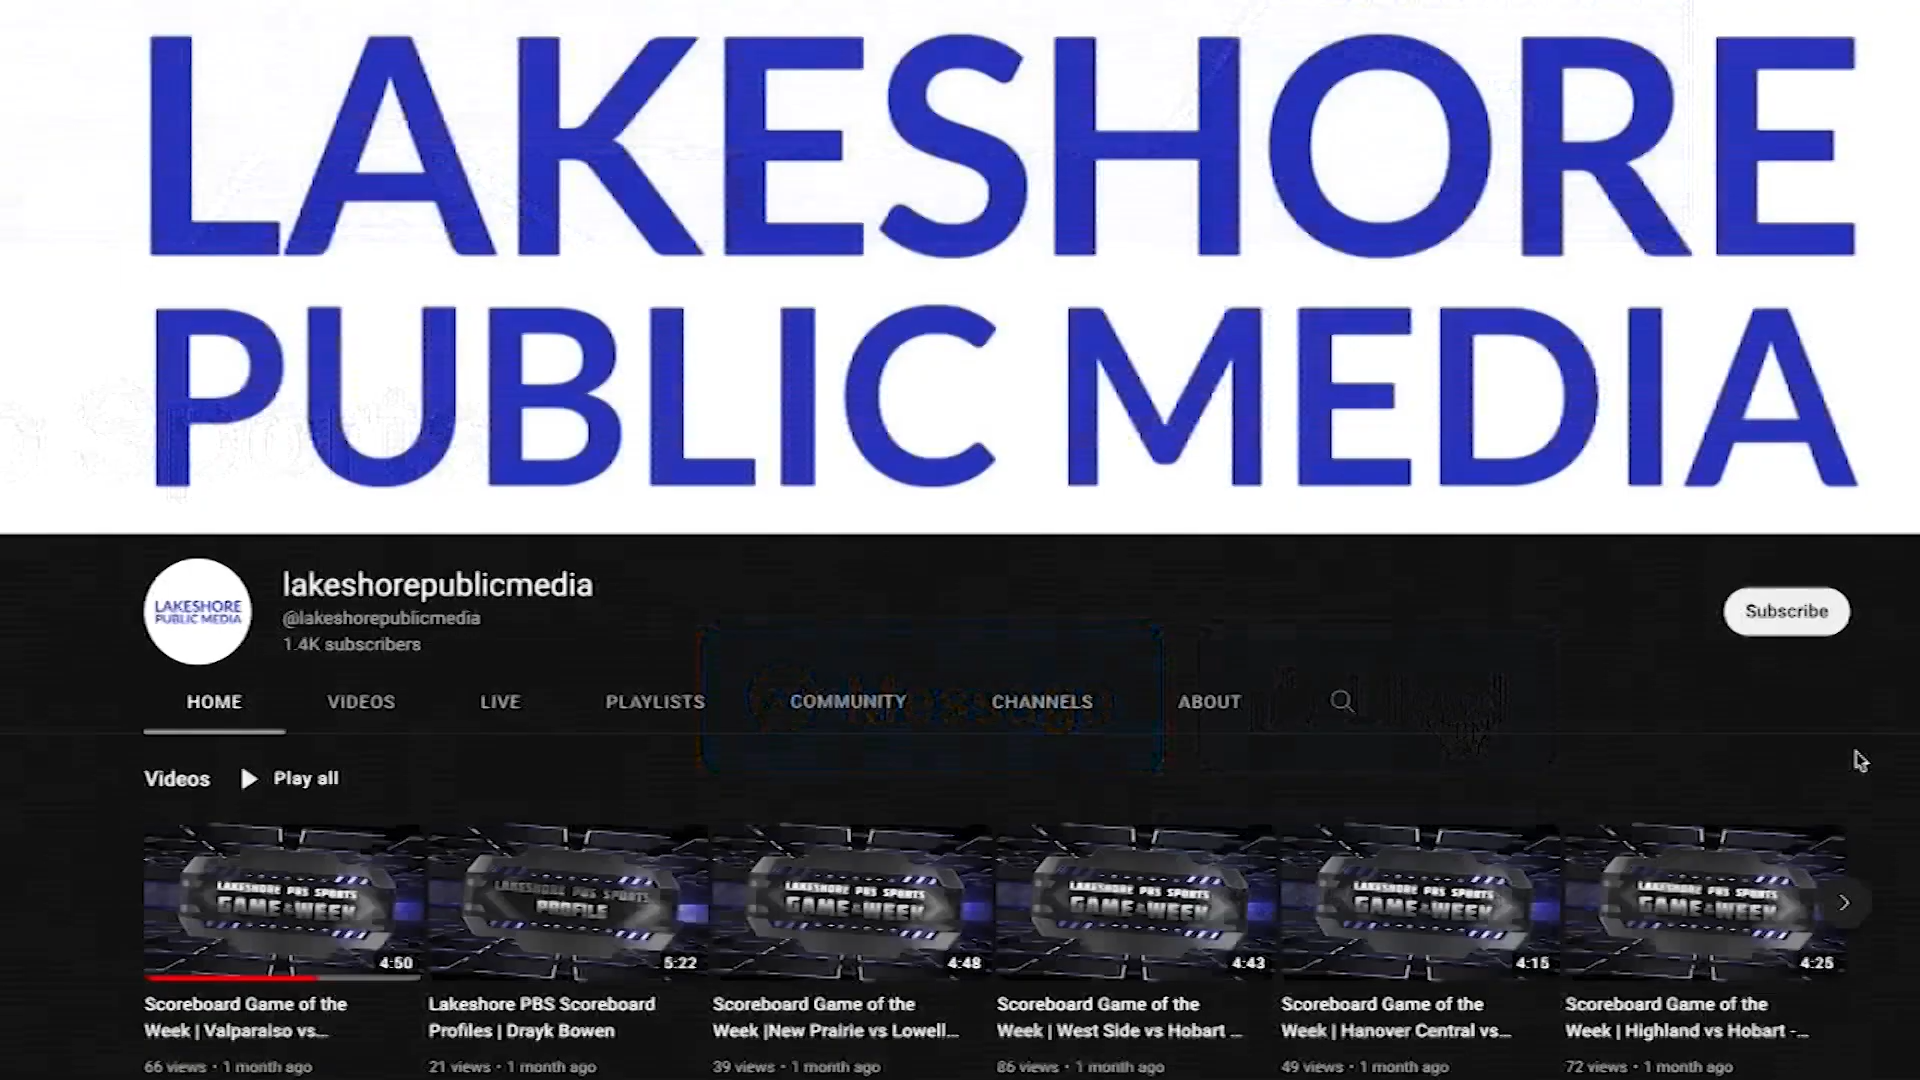 LAKESHORE
PUBLIC MEDIA
LAKESHORE
PUBLIC MEDIA
lakeshorepublicmedia
@lakeshorepublicmedia
1.4K subscribers
Subscribe
HOME VIDEOS LIVE PLAYLISTS COMMUNITY CHANNELS ABOUT
Videos Play all
LAKESHORE PBS SPORTS
GAME & WEEK
4:50
LAKESHORE PBS SPORTS
PROFILE
5:22
LAKESHORE PBS SPORTS
GAME & WEEK
4:48
LAKESHORE PBS SPORTS
GAME & WEEK
4:43
LAKESHORE PBS SPORTS
GAME & WEEK
4:15
LAKESHORE PBS SPORTS
GAME & WEEK
4:25
Scoreboard Game of the
Week | Valparaiso vs...
66 views • 1 month ago
Lakeshore PBS Scoreboard
Profiles | Drayk Bowen
21 views • 1 month ago
Scoreboard Game of the
Week |New Prairie vs Lowell...
39 views • 1 month ago
Scoreboard Game of the
Week | West Side vs Hobart ...
86 views • 1 month ago
Scoreboard Game of the
Week | Hanover Central vs...
49 views • 1 month ago
Scoreboard Game of the
Week | Highland vs Hobart -...
72 views • 1 month ago